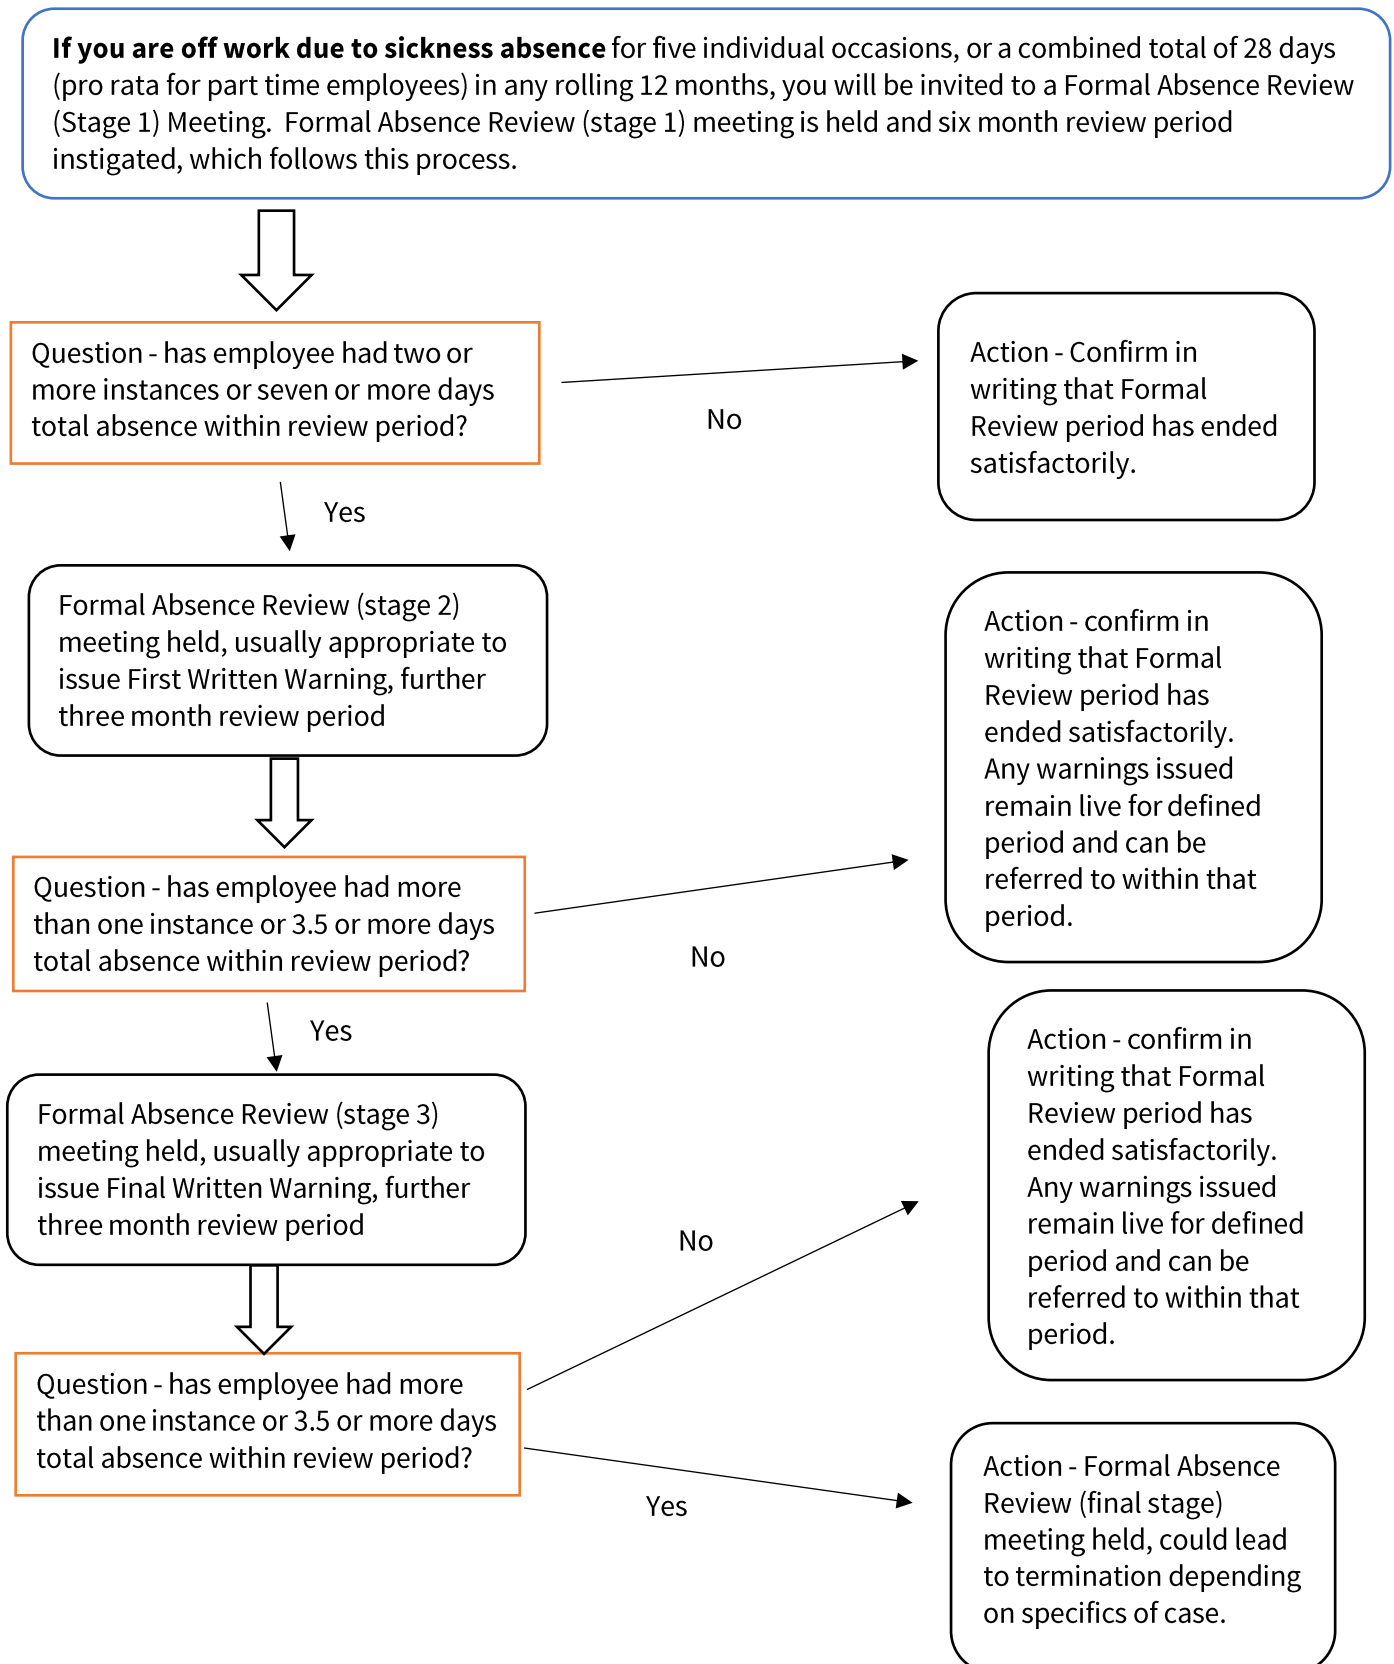 If you are off work due to sickness absence for five individual occasions, or a combined total of 28 days
(pro rata for part time employees) in any rolling 12 months, you will be invited to a Formal Absence Review
(Stage 1) Meeting.  Formal Absence Review (stage 1) meeting is held and six month review period
instigated, which follows this process.
Question - has employee had two or
more instances or seven or more days
total absence within review period?
No
Action - Confirm in
writing that Formal
Review period has ended
satisfactorily.
Yes
Formal Absence Review (stage 2)
meeting held, usually appropriate to
issue First Written Warning, further
three month review period
Question - has employee had more
than one instance or 3.5 or more days
total absence within review period?
No
Action - confirm in
writing that Formal
Review period has
ended satisfactorily.
Any warnings issued
remain live for defined
period and can be
referred to within that
period.
Yes
Formal Absence Review (stage 3)
meeting held, usually appropriate to
issue Final Written Warning, further
three month review period
Question - has employee had more
than one instance or 3.5 or more days
total absence within review period?
No
Action - confirm in
writing that Formal
Review period has
ended satisfactorily.
Any warnings issued
remain live for defined
period and can be
referred to within that
period.
Yes
Action - Formal Absence
Review (final stage)
meeting held, could lead
to termination depending
on specifics of case.